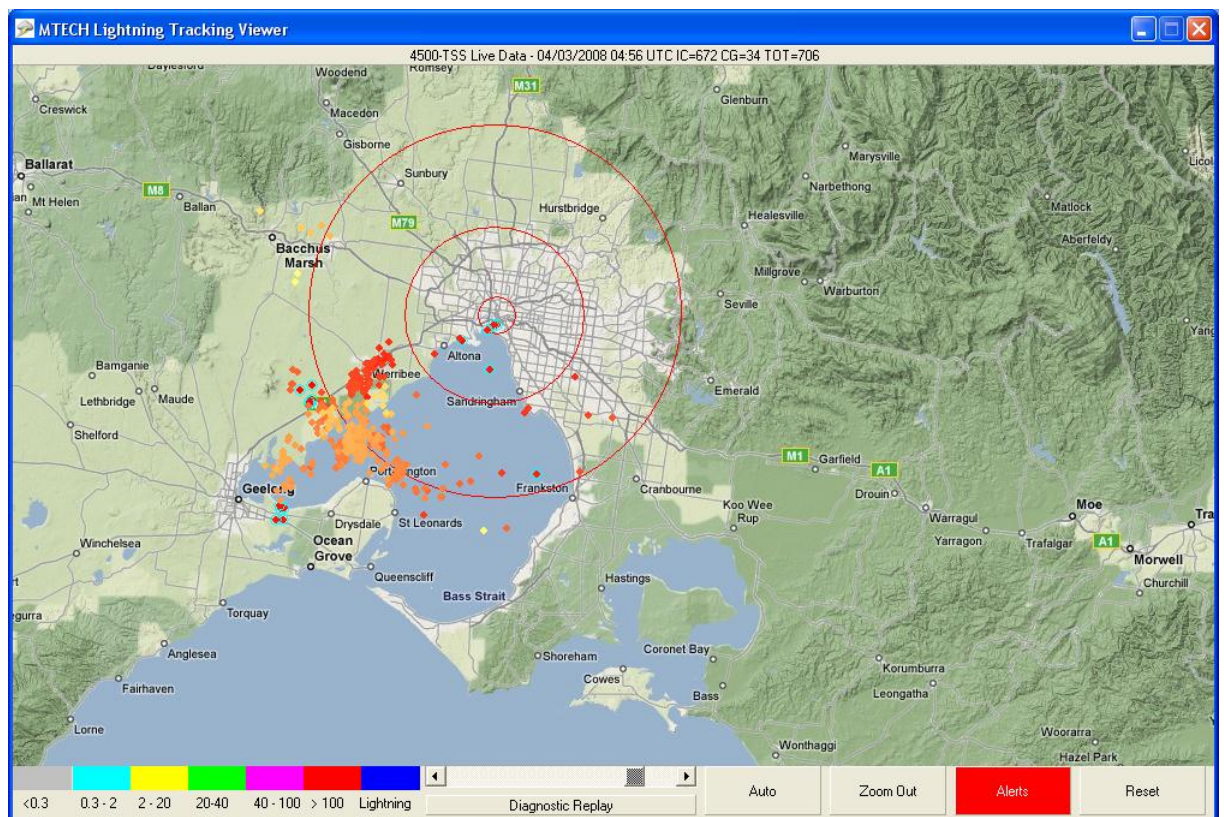 MTECH Lightning Tracking Viewer
4500-TSS Live Data - 04/03/2008 04:56 UTC IC=672 CG=34 TOT=706
Daylesford
Woodend
Romsey
M31
Creswick
Macedon
Glenburn
Gisborne
Marysville
Ballarat
Sunbury
Narbethong
M8
Mt Helen
Ballan
M79
Hurstbridge
Healesville
Matlock
Bacchus
Marsh
Aberfeldy
Millgrove
Warburton
Seville
Altona
Werribee
Bamganie
Lethbridge
Maude
Emerald
Sandringham
Shelford
M1
Garfield
A1
Geelong
Frankston
Cranbourne
Drouin
Koo Wee
Rup
Drysdale
St Leonards
Warragul
Moe
Winchelsea
Ocean
Grove
Yarragon
Trafalgar
A1
Morwell
Queenscliff
Hastings
Churchill
Torquay
Bass Strait
Anglesea
Shoreham
Coronet Bay
Korumburra
Fairhaven
Cowes
Bass
Leongatha
Lorne
Woorarra
Wonthaggi
Hazel Park
<0.3
0.3 - 2
2 - 20
20-40
40 - 100
> 100
Lightning
Diagnostic Replay
Auto
Zoom Out
Alerts
Reset